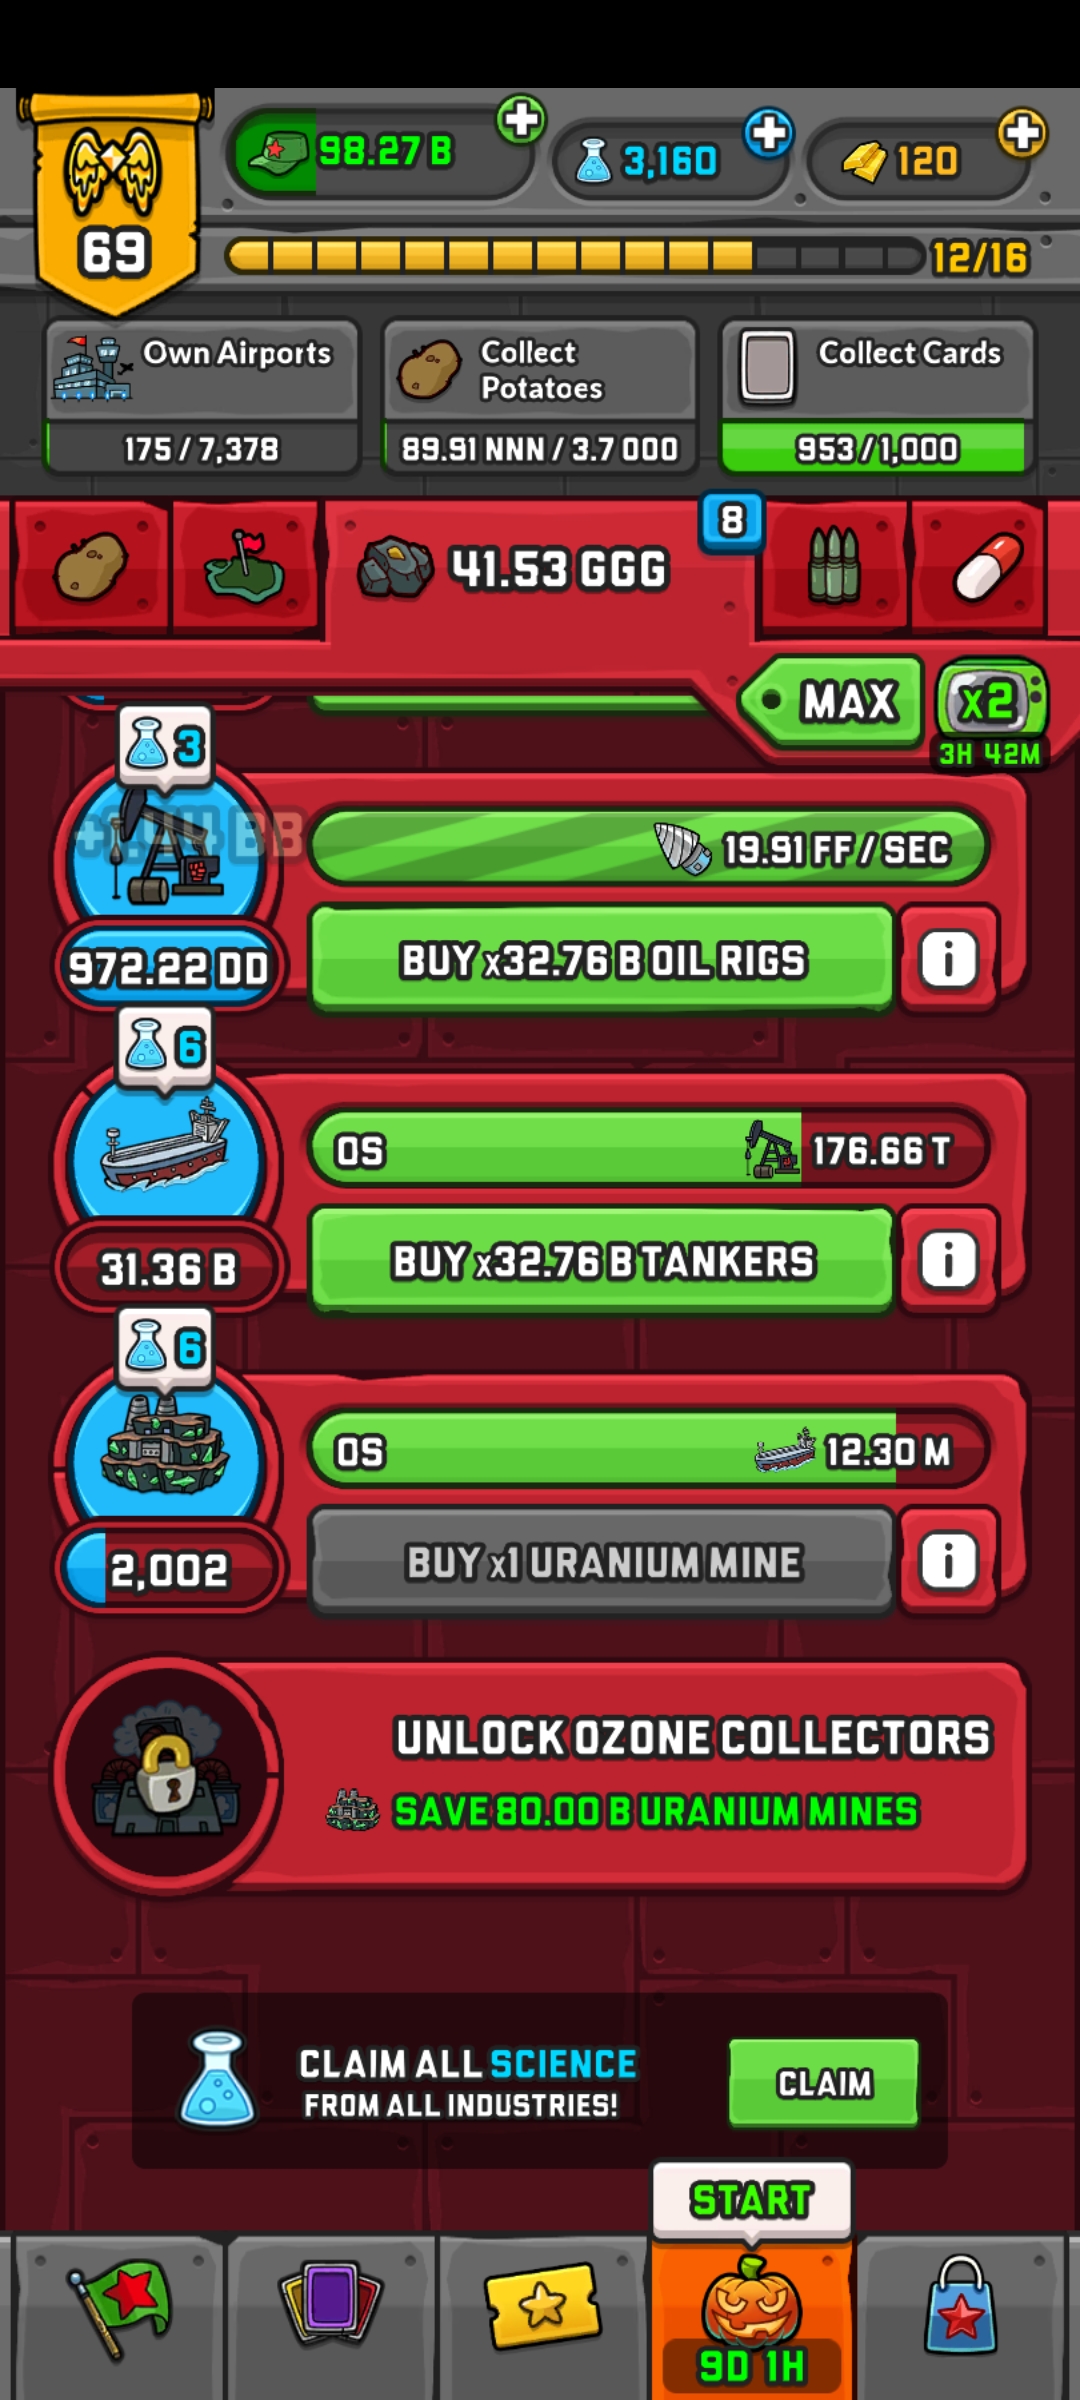 98.27 B
3,160
120
69
12/16
Own Airports
175 / 7,378
Collect
Potatoes
89.91 NNN / 3.7 OOO
Collect Cards
953 / 1,000
41.53 GGG
8
MAX
x2
3H 42M
3
+1.44 BB
19.91 FF / SEC
972.22 DD
BUY x32.76 B OIL RIGS
i
6
0S
176.66 T
31.36 B
BUY x32.76 B TANKERS
i
6
0S
12.30 M
2,002
BUY x1 URANIUM MINE
i
UNLOCK OZONE COLLECTORS
SAVE 80.00 B URANIUM MINES
CLAIM ALL SCIENCE
FROM ALL INDUSTRIES!
CLAIM
START
9D 1H